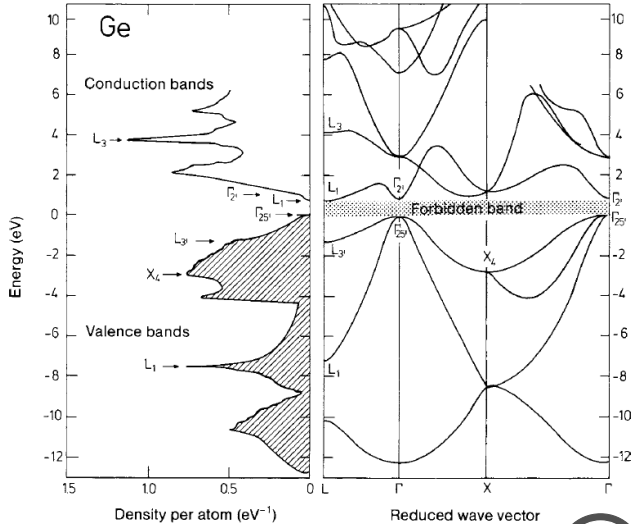 Ge
Conduction bands
L3
Γ2'
L1
Γ25'
L3'
X4
Valence bands
L1
Energy (eV)
10
8
6
4
2
0
-2
-4
-6
-8
-10
-12
1.5
1.0
0.5
0
Density per atom (eV⁻¹)
L3
L1
Γ2'
Forbidden band
Γ25'
L3'
X4
L1
Γ2'
Γ25'
10
8
6
4
2
0
-2
-4
-6
-8
-10
-12
L
Γ
X
Γ
Reduced wave vector